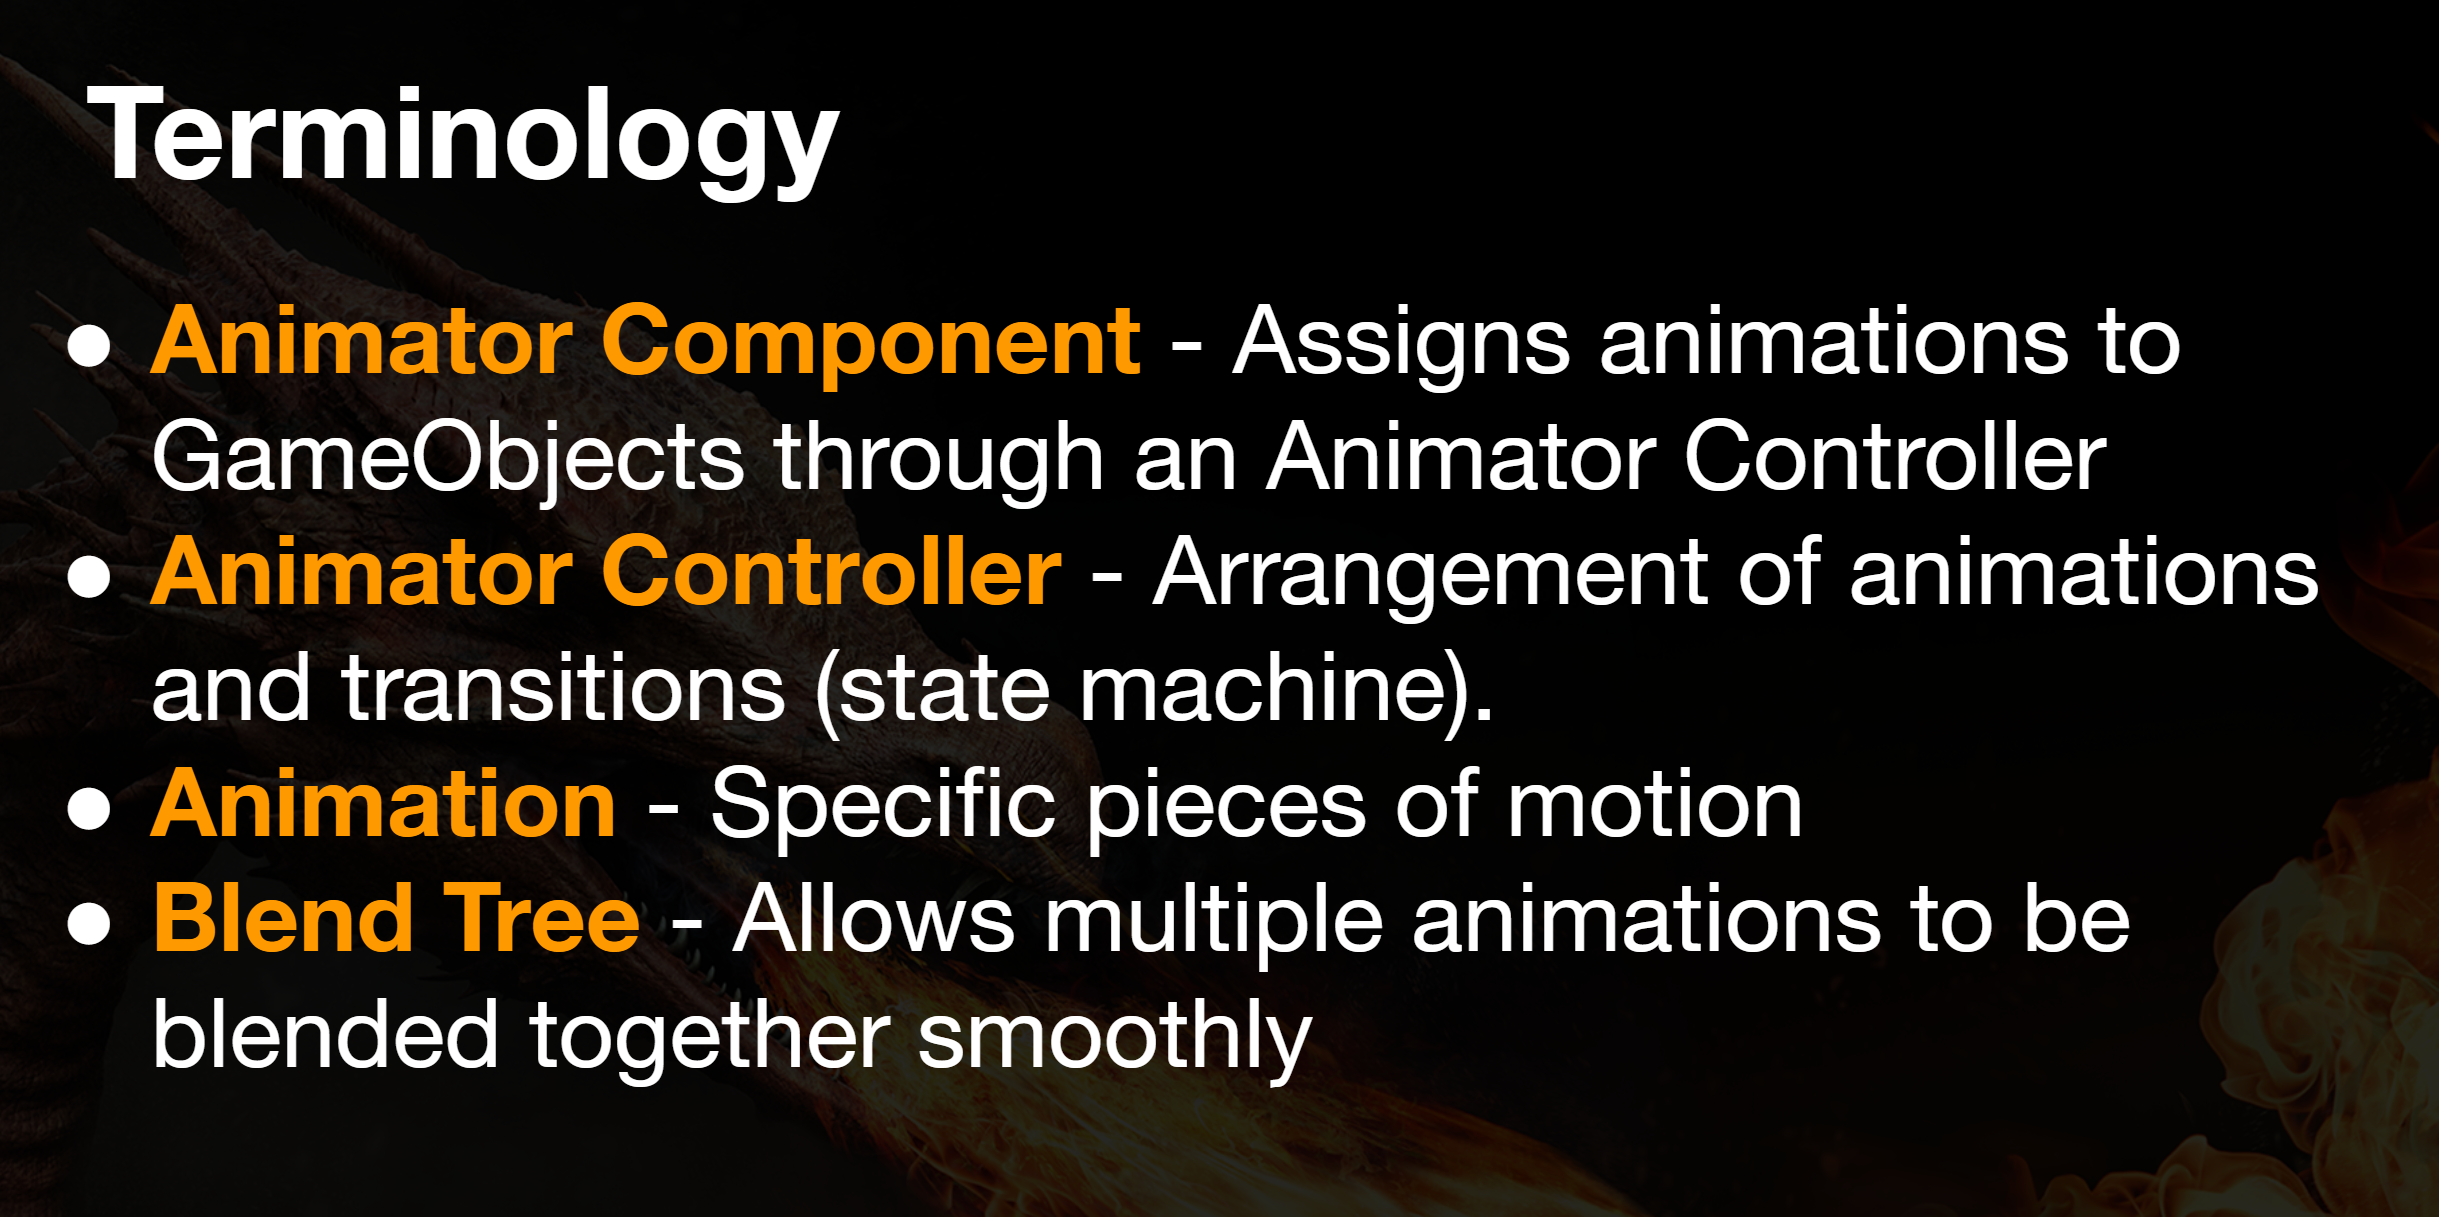 Terminology
● Animator Component - Assigns animations to
GameObjects through an Animator Controller
● Animator Controller - Arrangement of animations
and transitions (state machine).
● Animation - Specific pieces of motion
● Blend Tree - Allows multiple animations to be
blended together smoothly